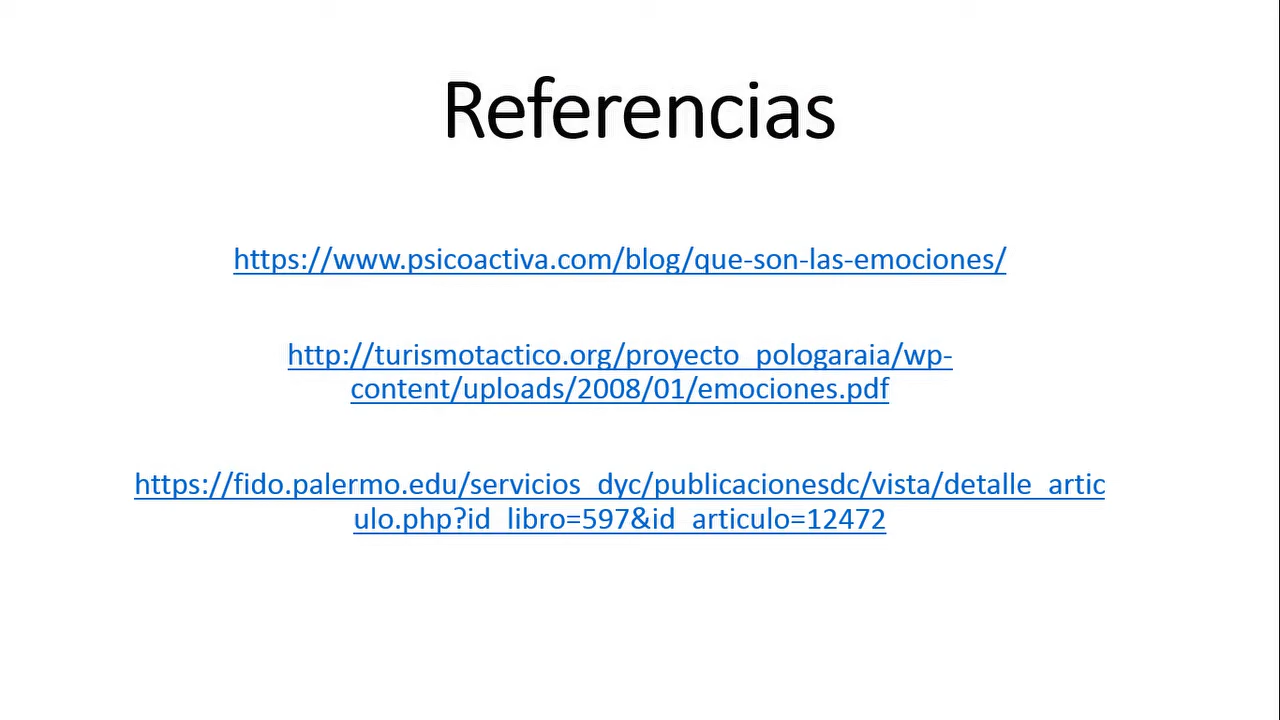 Referencias
https://www.psicoactiva.com/blog/que-son-las-emociones/
http://turismotactico.org/proyecto_pologaraia/wp-
content/uploads/2008/01/emociones.pdf
https://fido.palermo.edu/servicios_dyc/publicacionesdc/vista/detalle_artic
ulo.php?id_libro=597&id_articulo=12472